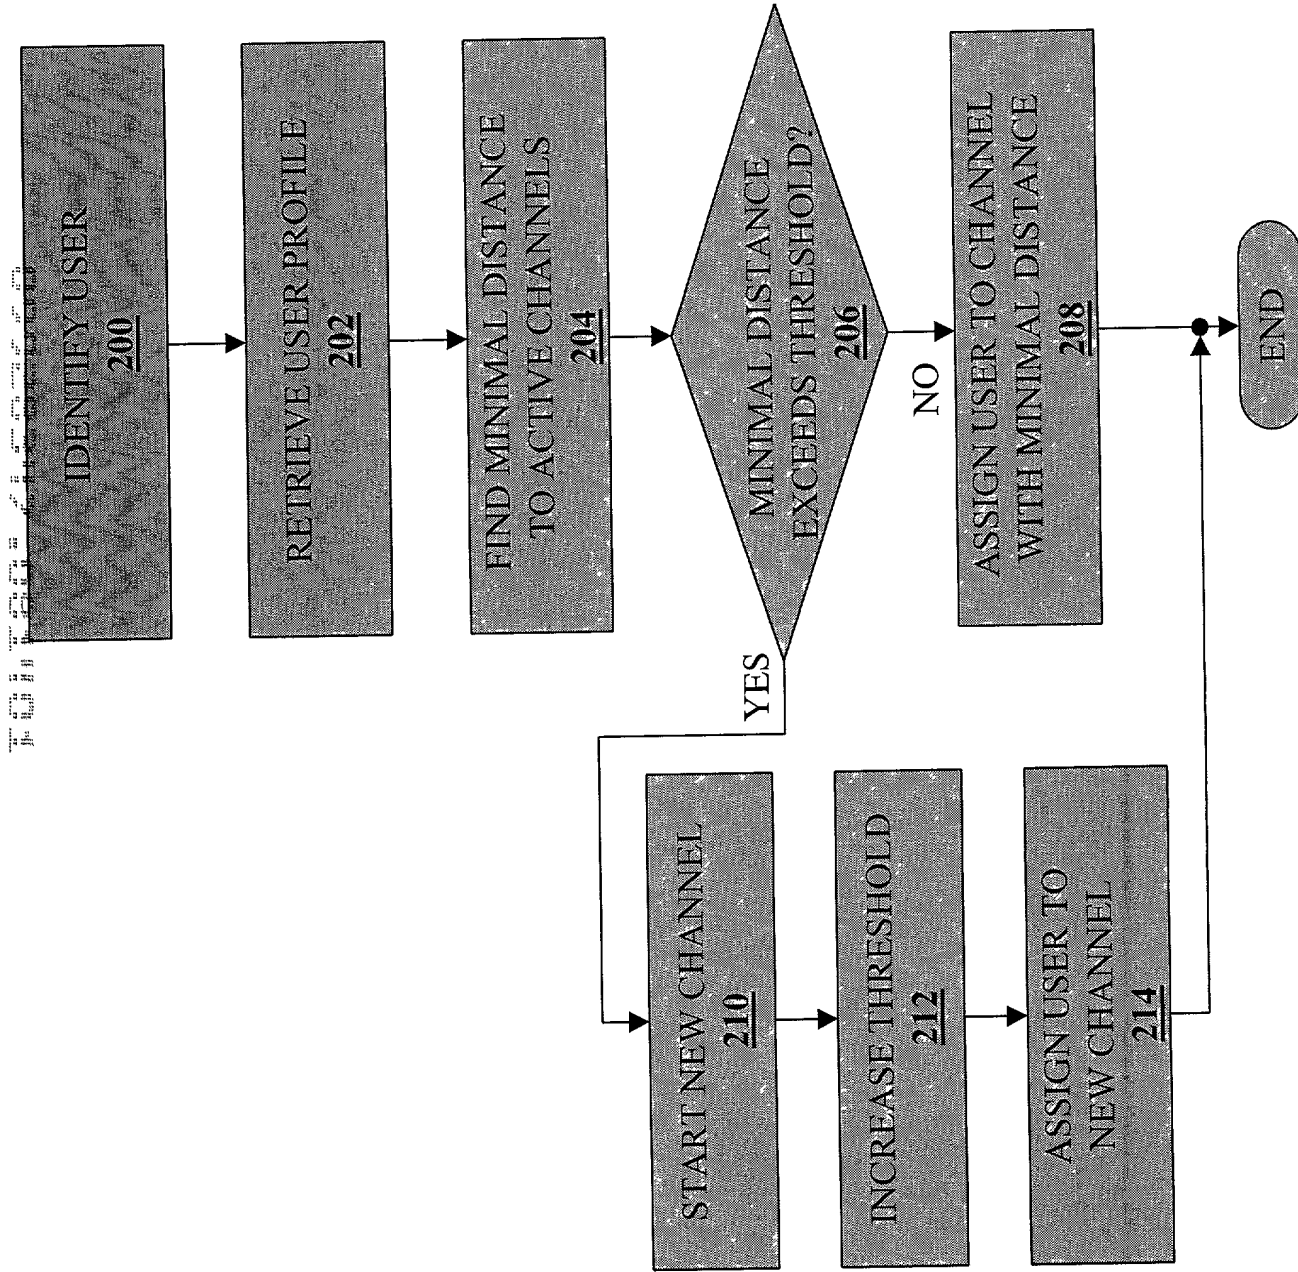 IDENTIFY USER
200
RETRIEVE USER PROFILE
202
FIND MINIMAL DISTANCE
TO ACTIVE CHANNELS
204
MINIMAL DISTANCE
EXCEEDS THRESHOLD?
206
YES
NO
ASSIGN USER TO CHANNEL
WITH MINIMAL DISTANCE
208
START NEW CHANNEL
210
INCREASE THRESHOLD
212
ASSIGN USER TO
NEW CHANNEL
214
END